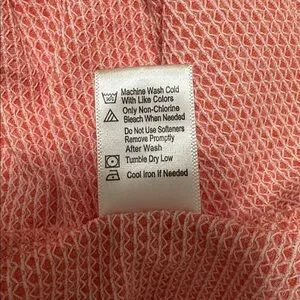 Machine Wash Cold
With Like Colors
Only Non-Chlorine
Bleach When Needed
Do Not Use Softeners
Remove Promptly
After Wash
Tumble Dry Low
Cool Iron If Needed